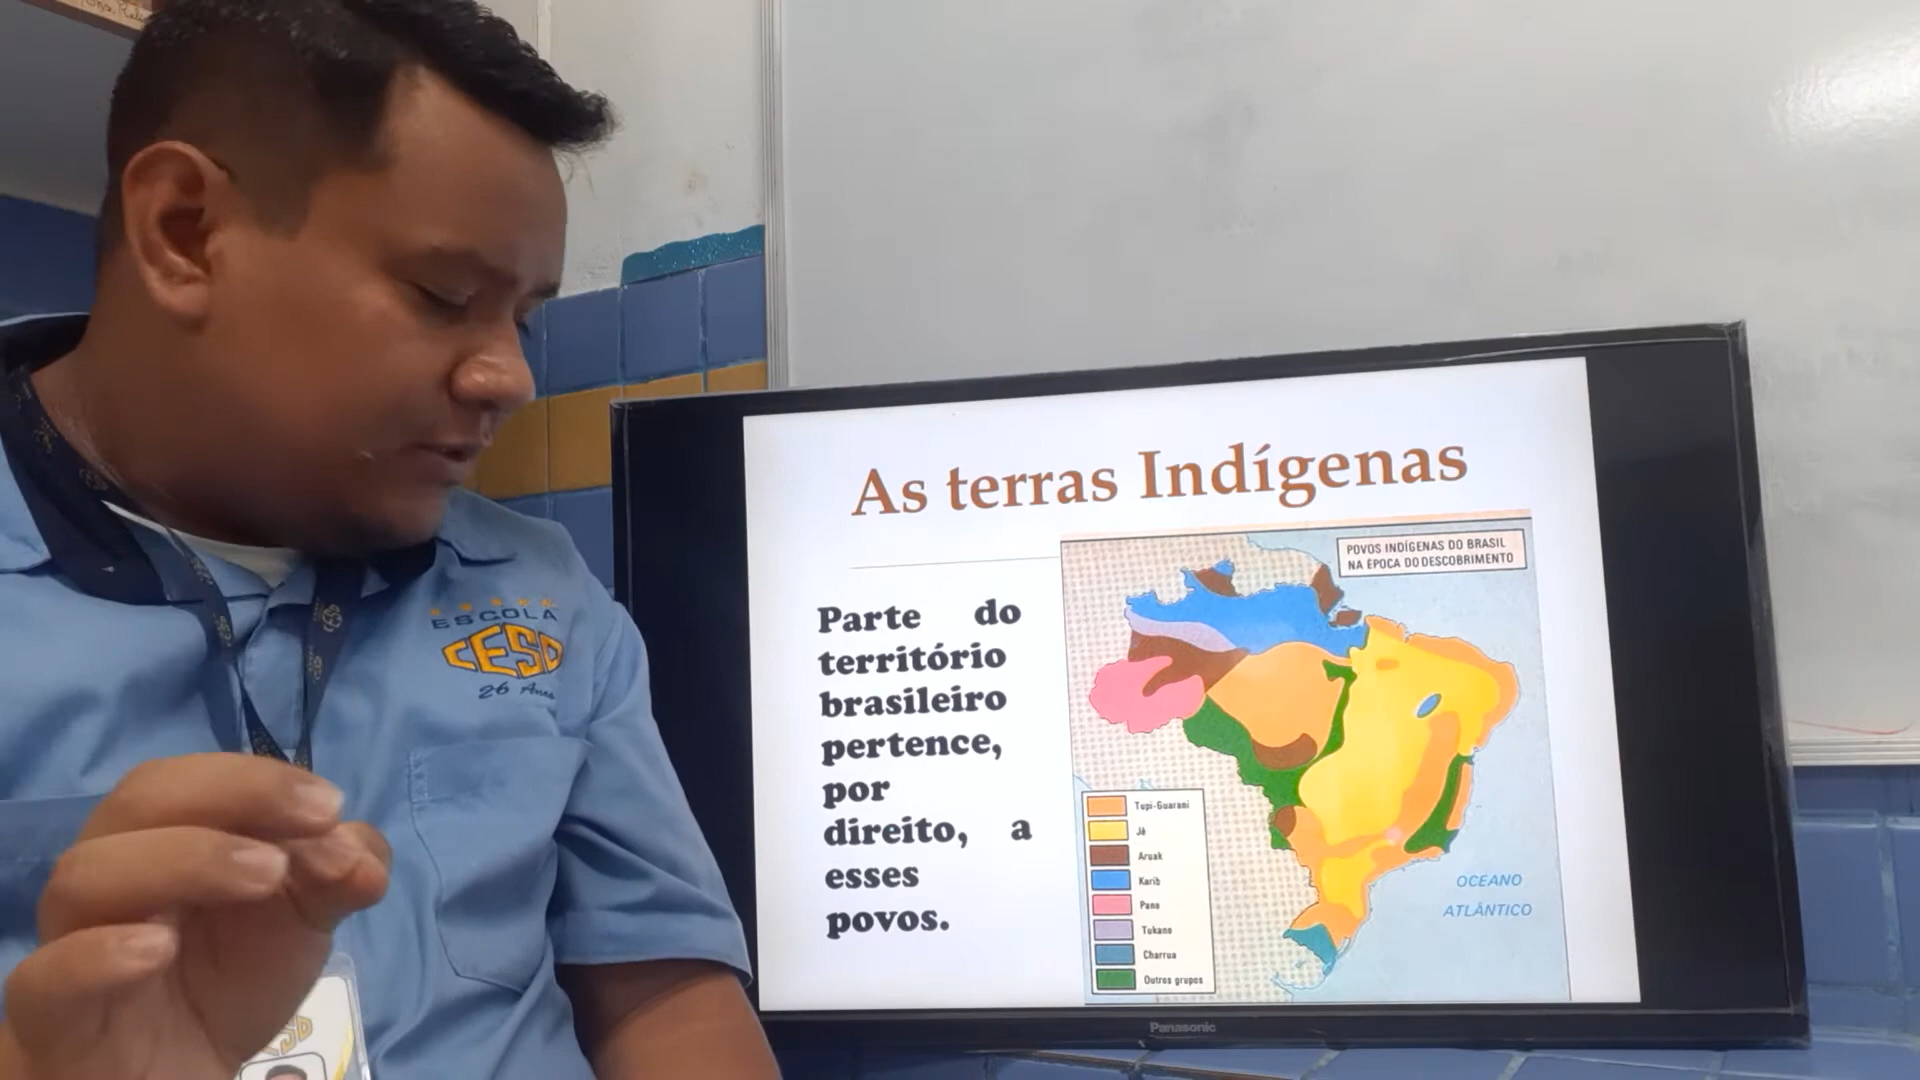 ESCOLA
CESD
26 Anos
As terras Indígenas
Parte do
território
brasileiro
pertence,
por
direito, a
esses
povos.
POVOS INDÍGENAS DO BRASIL
NA ÉPOCA DO DESCOBRIMENTO
Tupi-Guarani
Jê
Aruak
Karib
Pano
Tukano
Charrua
Outros grupos
OCEANO
ATLÂNTICO
Panasonic